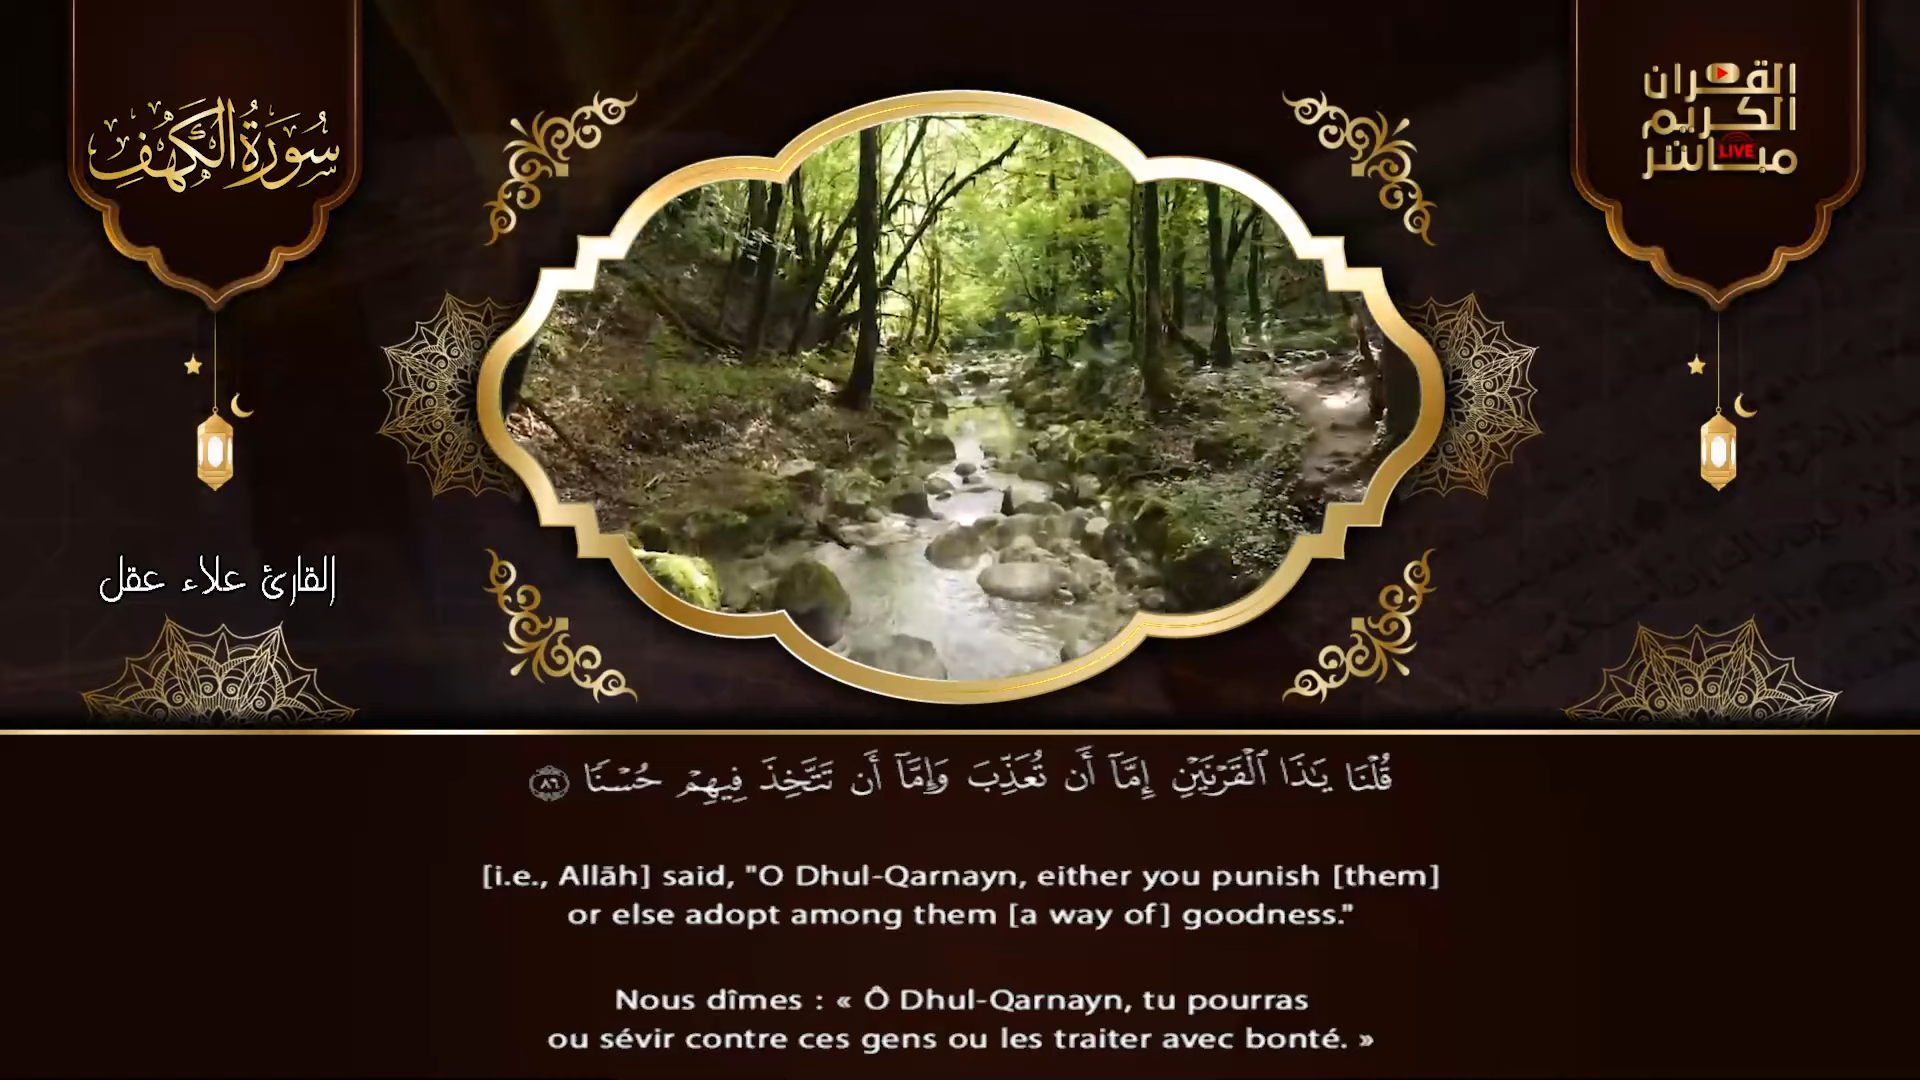 سُورَةُ الكَهْفِ
القرآن
الكريم
مباشر
LIVE
القارئ علاء عقل
قُلْنَا يَٰذَا ٱلْقَرْنَيْنِ إِمَّآ أَن تُعَذِّبَ وَإِمَّآ أَن تَتَّخِذَ فِيهِمْ حُسْنًا ٨٦
[i.e., Allāh] said, "O Dhul-Qarnayn, either you punish [them]
or else adopt among them [a way of] goodness."
Nous dîmes : « Ô Dhul-Qarnayn, tu pourras
ou sévir contre ces gens ou les traiter avec bonté. »